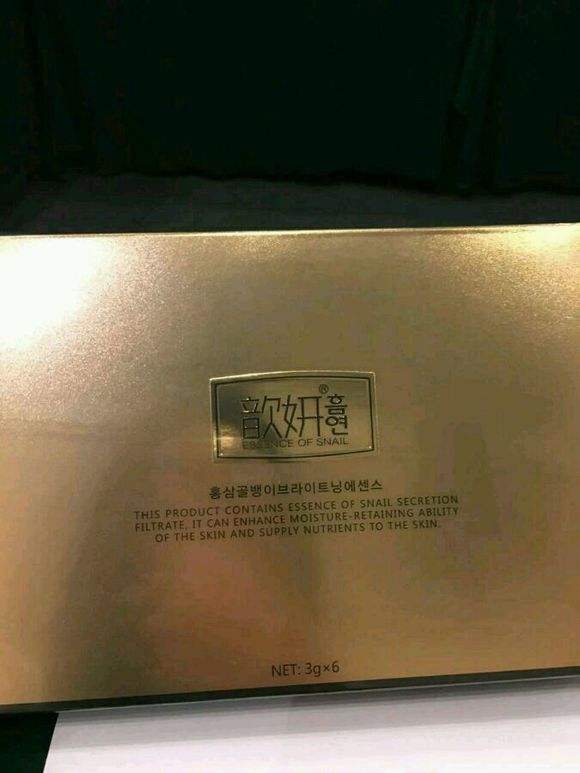 歆妍®흠현
ESSENCE OF SNAIL
홍삼골뱅이브라이트닝에센스
THIS PRODUCT CONTAINS ESSENCE OF SNAIL SECRETION
FILTRATE, IT CAN ENHANCE MOISTURE-RETAINING ABILITY
OF THE SKIN AND SUPPLY NUTRIENTS TO THE SKIN.
NET: 3g×6